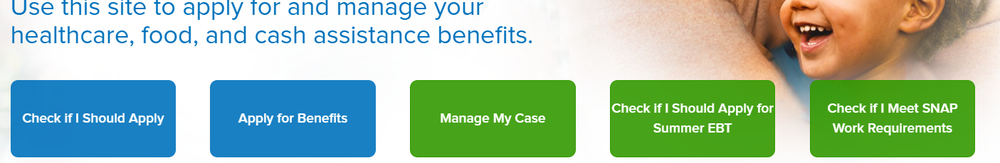 Use this site to apply for and manage your
healthcare, food, and cash assistance benefits.
Check if I Should Apply
Apply for Benefits
Manage My Case
Check if I Should Apply for
Summer EBT
Check if I Meet SNAP
Work Requirements